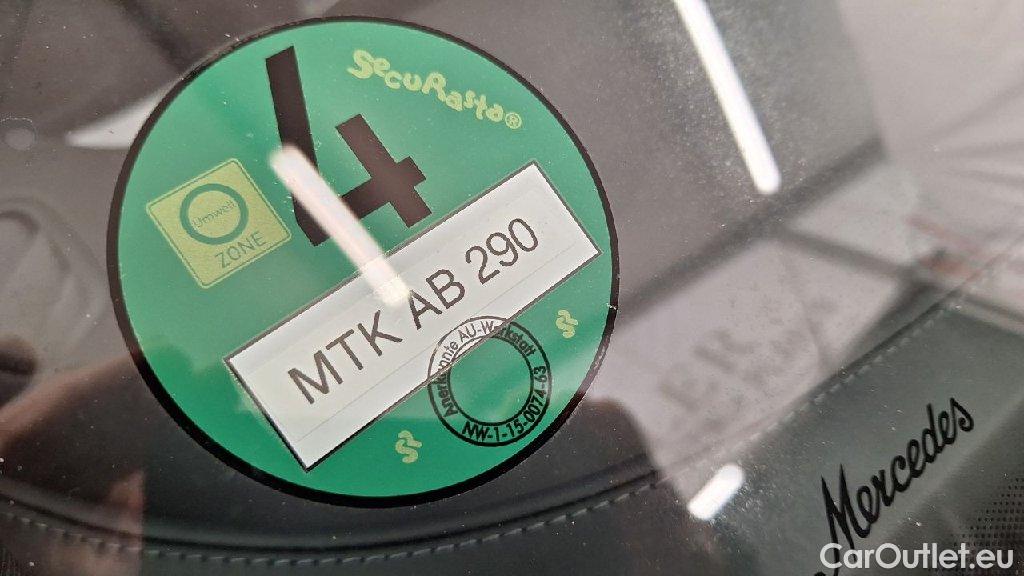 4
SecuRasta®
Umwelt
ZONE
MTK AB 290
Anerkannte AU-Werkstatt
NW-1-15-0074-63
Mercedes
CarOutlet.eu